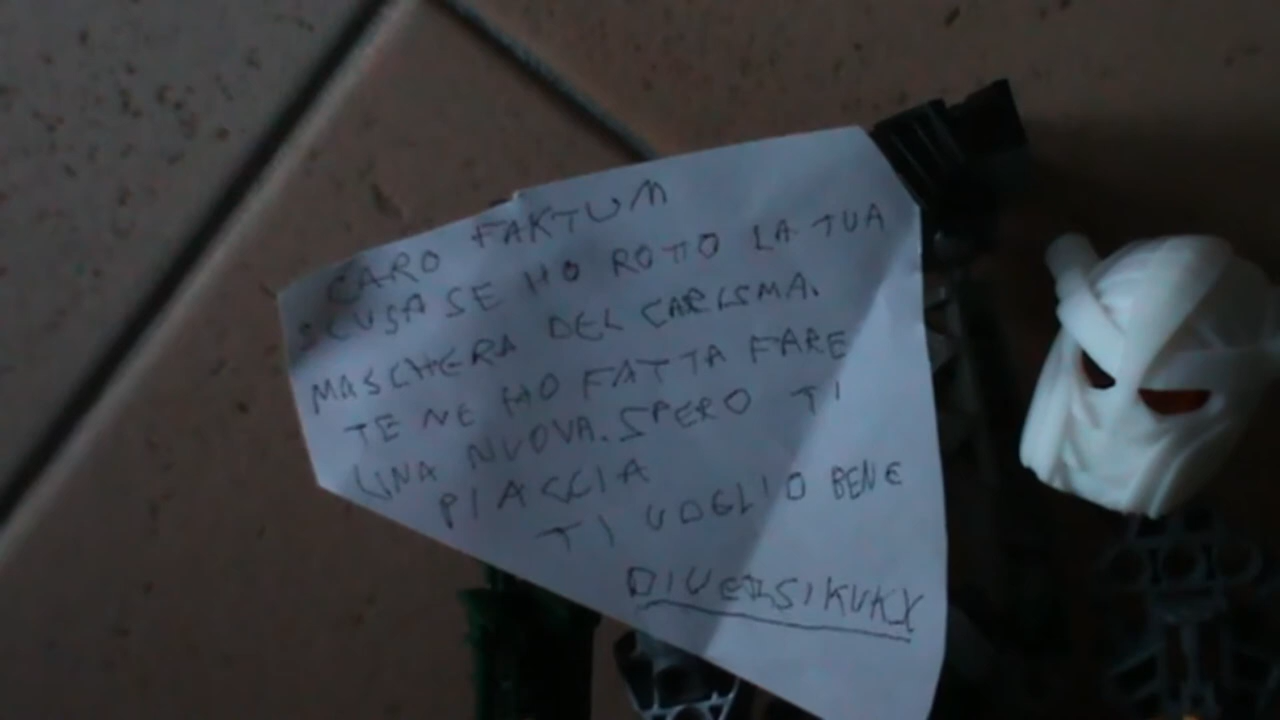 CARO FAKTUM
SCUSA SE HO ROTTO LA TUA
MASCHERA DEL CARISMA.
TE NE HO FATTA FARE
UNA NUOVA. SPERO TI
PIACCIA
TI VOGLIO BENE
DIVERSIKUKY